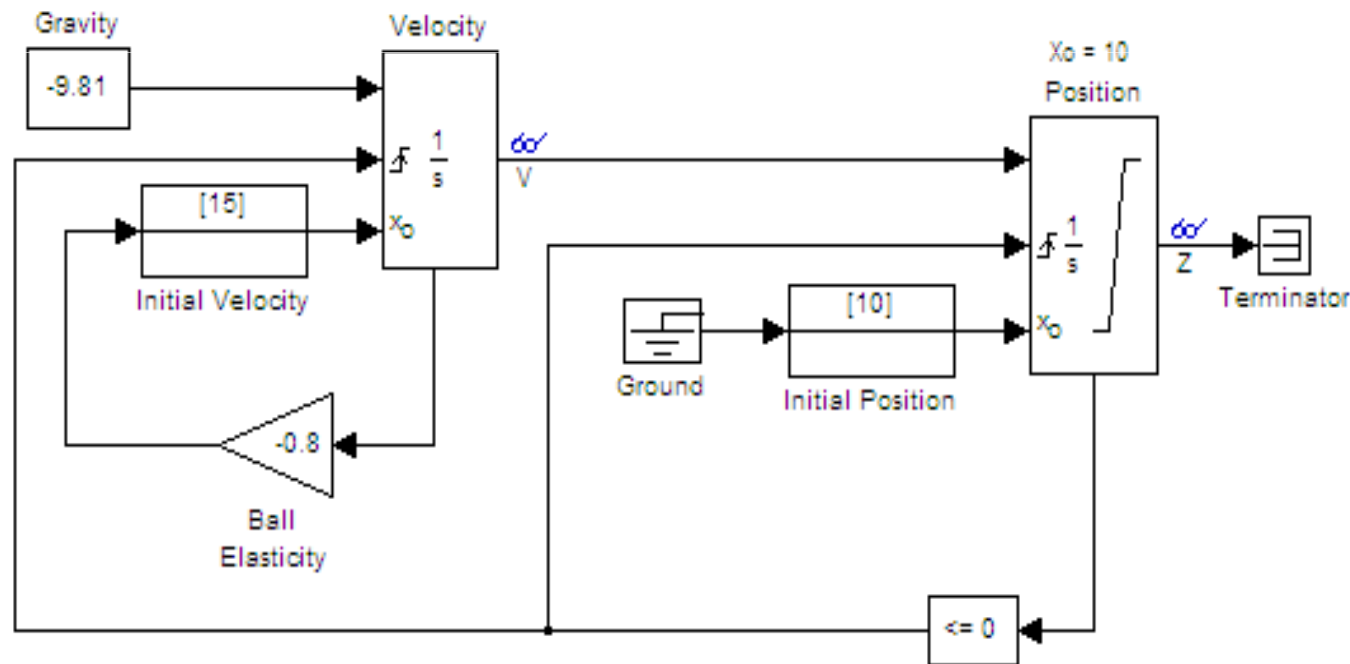 Gravity
-9.81
Velocity
1
s
xo
V
[15]
Initial Velocity
-0.8
Ball
Elasticity
Xo = 10
Position
1
s
xo
Z
Terminator
Ground
[10]
Initial Position
<= 0